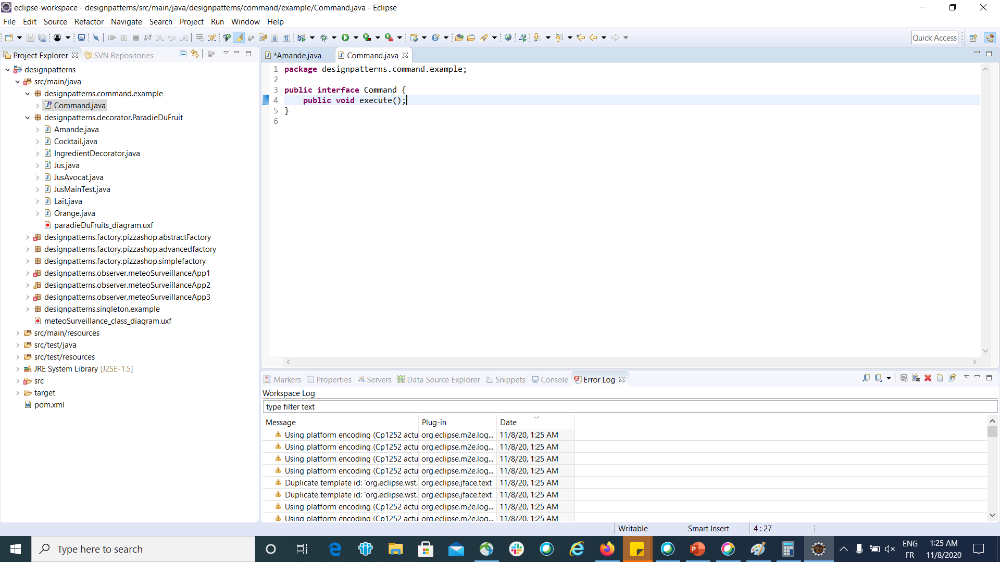 eclipse-workspace - designpatterns/src/main/java/designpatterns/command/example/Command.java - Eclipse
File Edit Source Refactor Navigate Search Project Run Window Help
Quick Access
Project Explorer
SVN Repositories
designpatterns
src/main/java
designpatterns.command.example
Command.java
designpatterns.decorator.ParadieDuFruit
Amande.java
Cocktail.java
IngredientDecorator.java
Jus.java
JusAvocat.java
JusMainTest.java
Lait.java
Orange.java
paradieDuFruits_diagram.uxf
designpatterns.factory.pizzashop.abstractFactory
designpatterns.factory.pizzashop.advancedfactory
designpatterns.factory.pizzashop.simplefactory
designpatterns.observer.meteoSurveillanceApp1
designpatterns.observer.meteoSurveillanceApp2
designpatterns.observer.meteoSurveillanceApp3
designpatterns.singleton.example
meteoSurveillance_class_diagram.uxf
src/main/resources
src/test/java
src/test/resources
JRE System Library [J2SE-1.5]
src
target
pom.xml
*Amande.java
Command.java
1 package designpatterns.command.example;
2
3 public interface Command {
4 public void execute();
5 }
6
Markers Properties Servers Data Source Explorer Snippets Console Error Log
Workspace Log
type filter text
Message Plug-in Date
Using platform encoding (Cp1252 actu org.eclipse.m2e.log... 11/8/20, 1:25 AM
Using platform encoding (Cp1252 actu org.eclipse.m2e.log... 11/8/20, 1:25 AM
Using platform encoding (Cp1252 actu org.eclipse.m2e.log... 11/8/20, 1:25 AM
Using platform encoding (Cp1252 actu org.eclipse.m2e.log... 11/8/20, 1:25 AM
Duplicate template id: 'org.eclipse.wst. org.eclipse.jface.text 11/8/20, 1:25 AM
Duplicate template id: 'org.eclipse.wst. org.eclipse.jface.text 11/8/20, 1:25 AM
Using platform encoding (Cp1252 actu org.eclipse.m2e.log... 11/8/20, 1:25 AM
Using platform encoding (Cp1252 actu org.eclipse.m2e.log... 11/8/20, 1:25 AM
Writable Smart Insert 4 : 27
Type here to search
ENG
FR
1:25 AM
11/8/2020